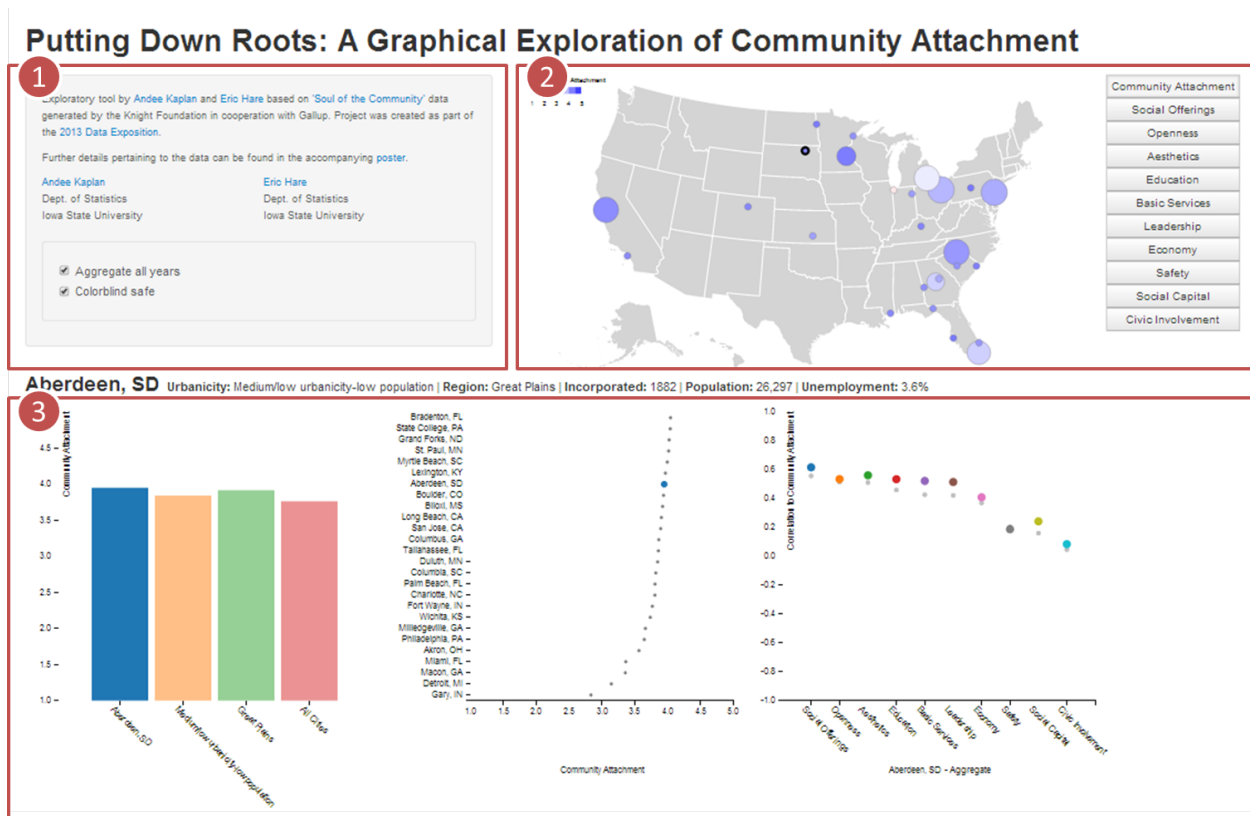 Putting Down Roots: A Graphical Exploration of Community Attachment
1
Exploratory tool by Andee Kaplan and Eric Hare based on 'Soul of the Community' data
generated by the Knight Foundation in cooperation with Gallup. Project was created as part of
the 2013 Data Exposition.
Further details pertaining to the data can be found in the accompanying poster.
Andee Kaplan
Dept. of Statistics
Iowa State University
Eric Hare
Dept. of Statistics
Iowa State University
Aggregate all years
Colorblind safe
2
Attachment
1 2 3 4 5
Community Attachment
Social Offerings
Openness
Aesthetics
Education
Basic Services
Leadership
Economy
Safety
Social Capital
Civic Involvement
Aberdeen, SD Urbanicity: Medium/low urbanicity-low population | Region: Great Plains | Incorporated: 1882 | Population: 26,297 | Unemployment: 3.6%
3
Community Attachment
4.5
4.0
3.5
3.0
2.5
2.0
1.5
1.0
Aberdeen, SD
Medium/low urbanicity-low population
Great Plains
All Cities
Bradenton, FL
State College, PA
Grand Forks, ND
St. Paul, MN
Myrtle Beach, SC
Lexington, KY
Aberdeen, SD
Boulder, CO
Biloxi, MS
Long Beach, CA
San Jose, CA
Columbus, GA
Tallahassee, FL
Duluth, MN
Columbia, SC
Palm Beach, FL
Charlotte, NC
Fort Wayne, IN
Wichita, KS
Milledgeville, GA
Philadelphia, PA
Akron, OH
Miami, FL
Macon, GA
Detroit, MI
Gary, IN
1.0 1.5 2.0 2.5 3.0 3.5 4.0 4.5 5.0
Community Attachment
Correlation to Community Attachment
1.0
0.8
0.6
0.4
0.2
0.0
-0.2
-0.4
-0.6
-0.8
-1.0
Social Offerings
Openness
Aesthetics
Education
Basic Services
Leadership
Economy
Safety
Social Capital
Civic Involvement
Aberdeen, SD - Aggregate